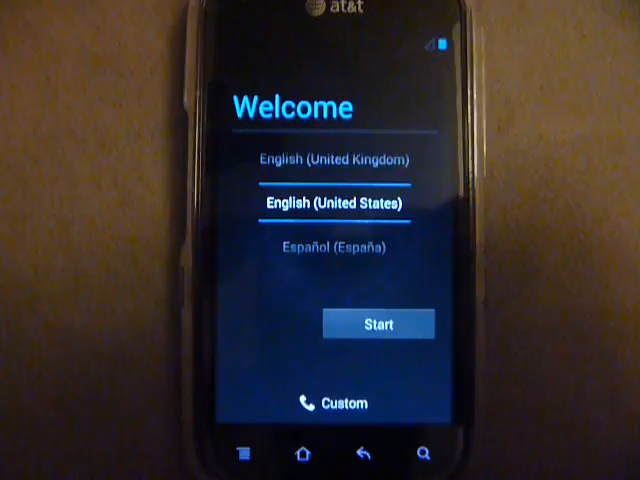 at&t
Welcome
English (United Kingdom)
English (United States)
Español (España)
Start
Custom